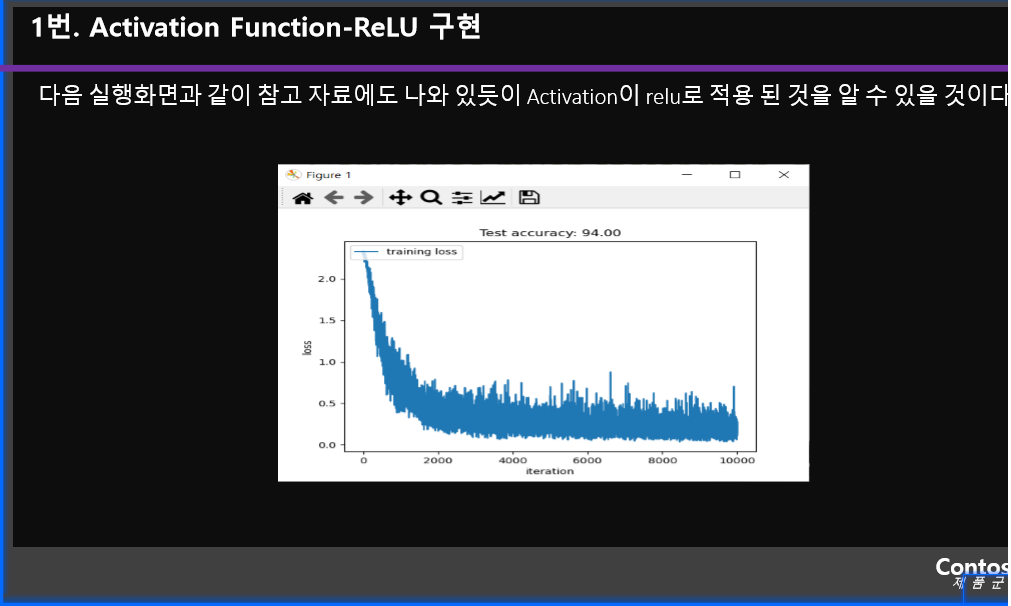 1번. Activation Function-ReLU 구현
다음 실행화면과 같이 참고 자료에도 나와 있듯이 Activation이 relu로 적용 된 것을 알 수 있을 것이다
Figure 1
Test accuracy: 94.00
training loss
2.0
1.5
1.0
0.5
0.0
loss
0 2000 4000 6000 8000 10000
iteration
Contos
제 품 군